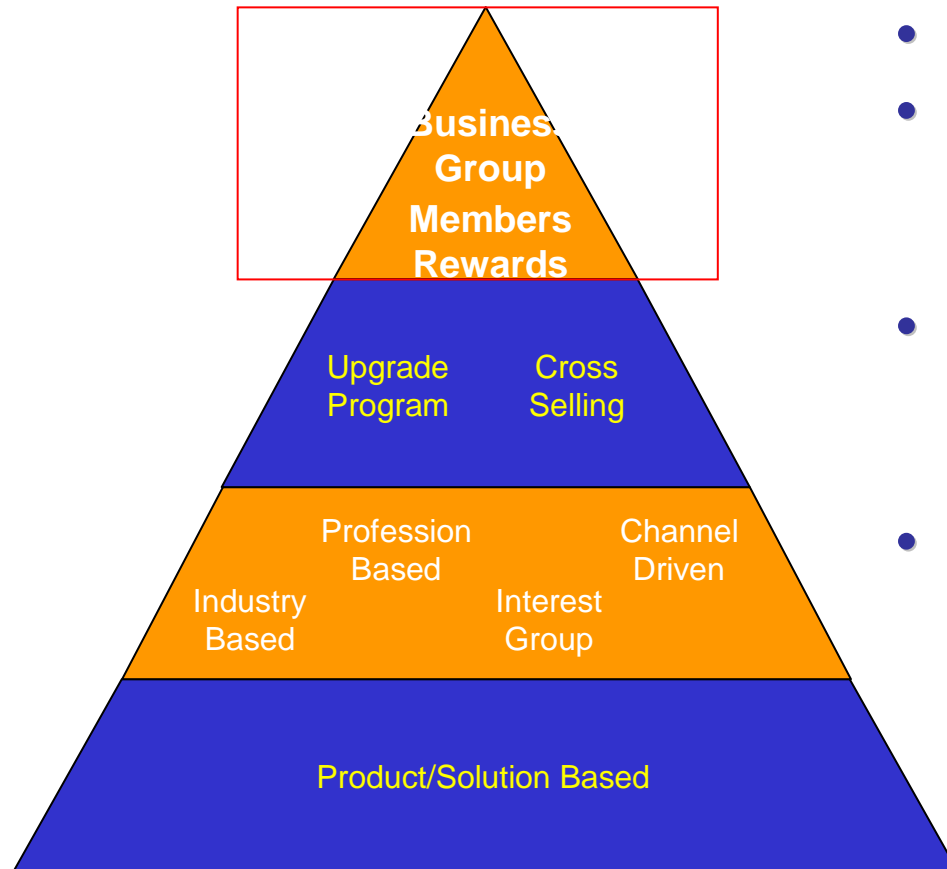 Business
Group
Members
Rewards
Upgrade
Program
Cross
Selling
Profession
Based
Channel
Driven
Industry
Based
Interest
Group
Product/Solution Based